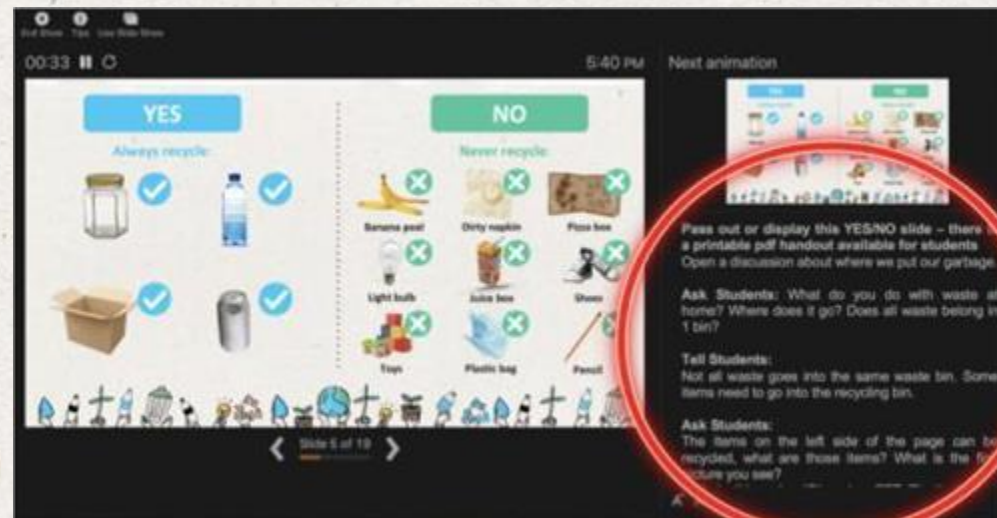 End Show Tips Use Slide Show
00:33
5:40 PM
Next animation
YES
Always recycle:
NO
Never recycle:
Banana peel Dirty napkin Pizza box
Light bulb Juice box Shoes
Toys Plastic bag Pencil
Slide 5 of 19
YES NO
Pass out or display this YES/NO slide – there
a printable pdf handout available for students
Open a discussion about where we put our garbage.
Ask Students: What do you do with waste at
home? Where does it go? Does all waste belong in
1 bin?
Tell Students:
Not all waste goes into the same waste bin. Some
items need to go into the recycling bin.
Ask Students:
The items on the left side of the page can be
recycled, what are those items? What is the
picture you see?